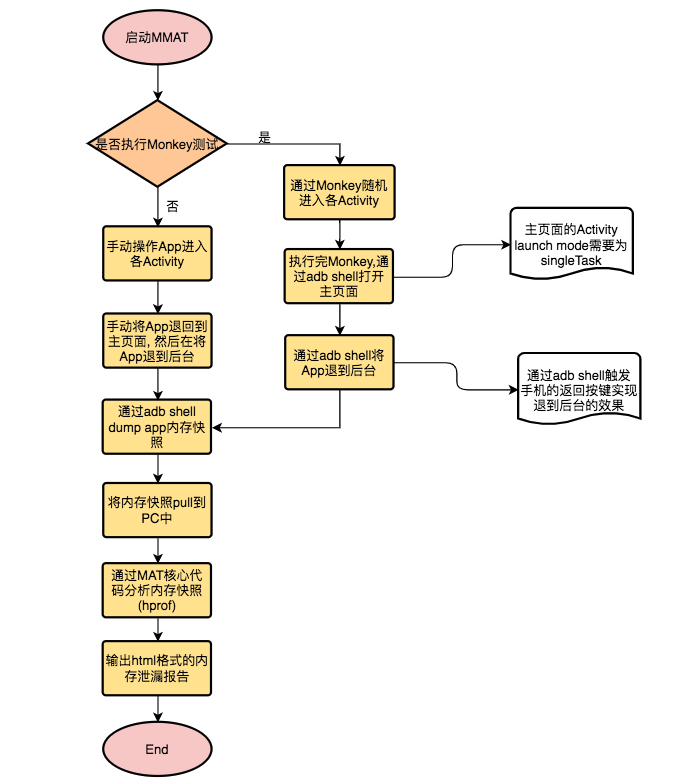 启动MMAT
是否执行Monkey测试
是
否
通过Monkey随机
进入各Activity
手动操作App进入
各Activity
执行完Monkey,通
过adb shell打开
主页面
主页面的Activity
launch mode需要为
singleTask
手动将App退回到
主页面, 然后在将
App退到后台
通过adb shell将
App退到后台
通过adb shell触发
手机的返回按键实现
退到后台的效果
通过adb shell
dump app内存快
照
将内存快照pull到
PC中
通过MAT核心代
码分析内存快照
(hprof)
输出html格式的内
存泄漏报告
End